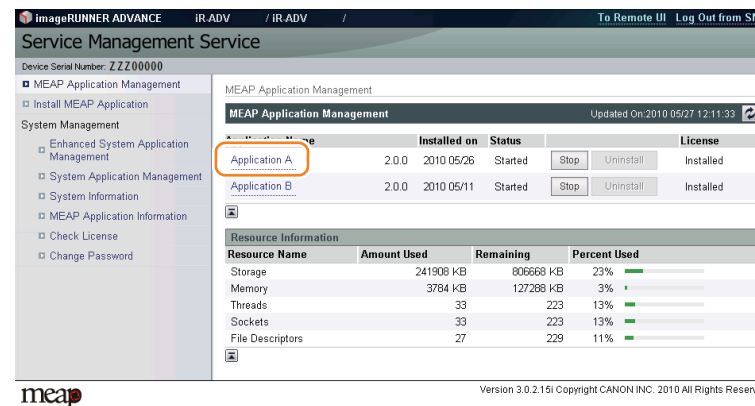 imageRUNNER ADVANCE iR-ADV / iR-ADV / To Remote UI Log Out from
Service Management Service
Device Serial Number: ZZZ00000
MEAP Application Management
Install MEAP Application
System Management
Enhanced System Application
Management
System Application Management
System Information
MEAP Application Information
Check License
Change Password
MEAP Application Management
MEAP Application Management Updated On:2010 05/27 12:11:33
Installed on Status License
Application A 2.0.0 2010 05/26 Started Stop Uninstall Installed
Application B 2.0.0 2010 05/11 Started Stop Uninstall Installed
Resource Information
Resource Name Amount Used Remaining Percent Used
Storage 241908 KB 806668 KB 23%
Memory 3784 KB 127288 KB 3%
Threads 33 223 13%
Sockets 33 223 13%
File Descriptors 27 229 11%
meap Version 3.0.2.15i Copyright CANON INC. 2010 All Rights